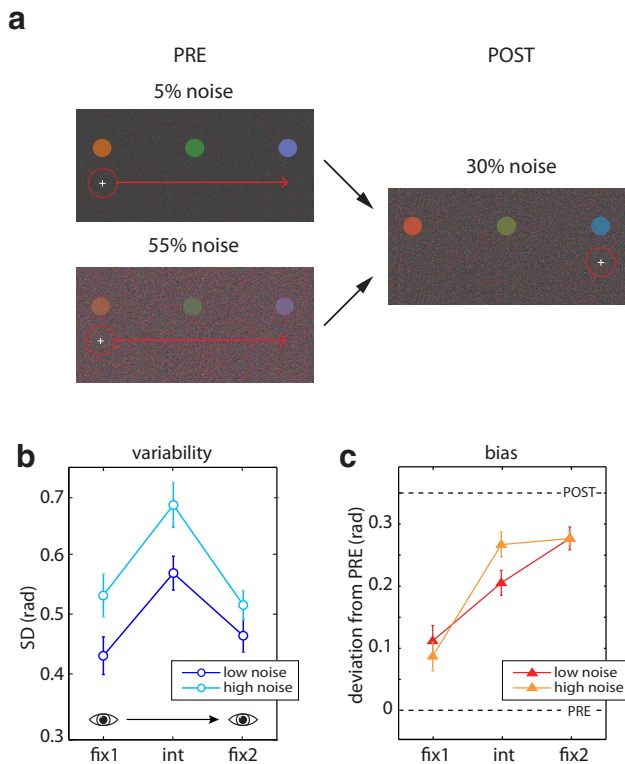 a
PRE
POST
5% noise
30% noise
55% noise
b
variability
0.7
0.6
0.5
0.4
0.3
SD (rad)
low noise
high noise
fix1
int
fix2
c
bias
POST
0.3
0.2
0.1
0
deviation from PRE (rad)
low noise
high noise
PRE
fix1
int
fix2